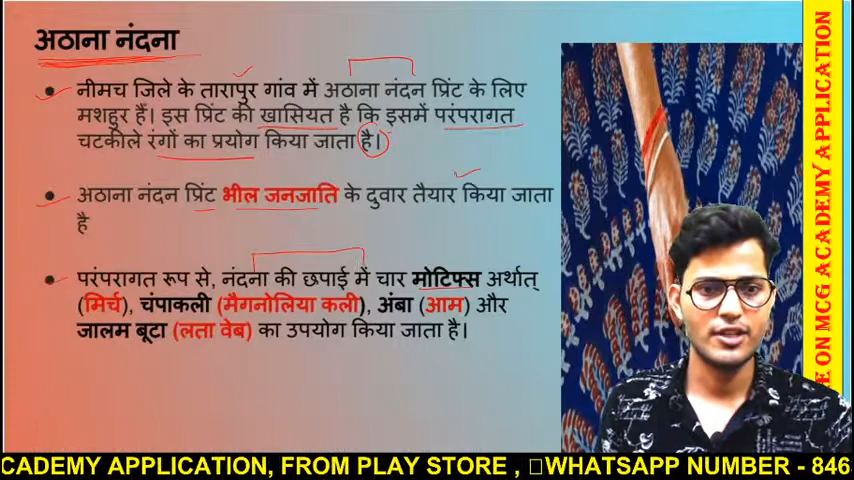 अठाना नंदना
नीमच जिले के तारापुर गांव में अठाना नंदन प्रिंट के लिए
मशहुर हैं। इस प्रिंट की खासियत है कि इसमें परंपरागत
चटकीले रंगों का प्रयोग किया जाता है।
अठाना नंदन प्रिंट भील जनजाति के दुवार तैयार किया जाता
है
परंपरागत रूप से, नंदना की छपाई में चार मोटिफ्स अर्थात्
(मिर्च), चंपाकली (मैगनोलिया कली), अंबा (आम) और
जालम बूटा (लता वेब) का उपयोग किया जाता है।
E ON MCG ACADEMY APPLICATION
CADEMY APPLICATION, FROM PLAY STORE , WHATSAPP NUMBER - 846